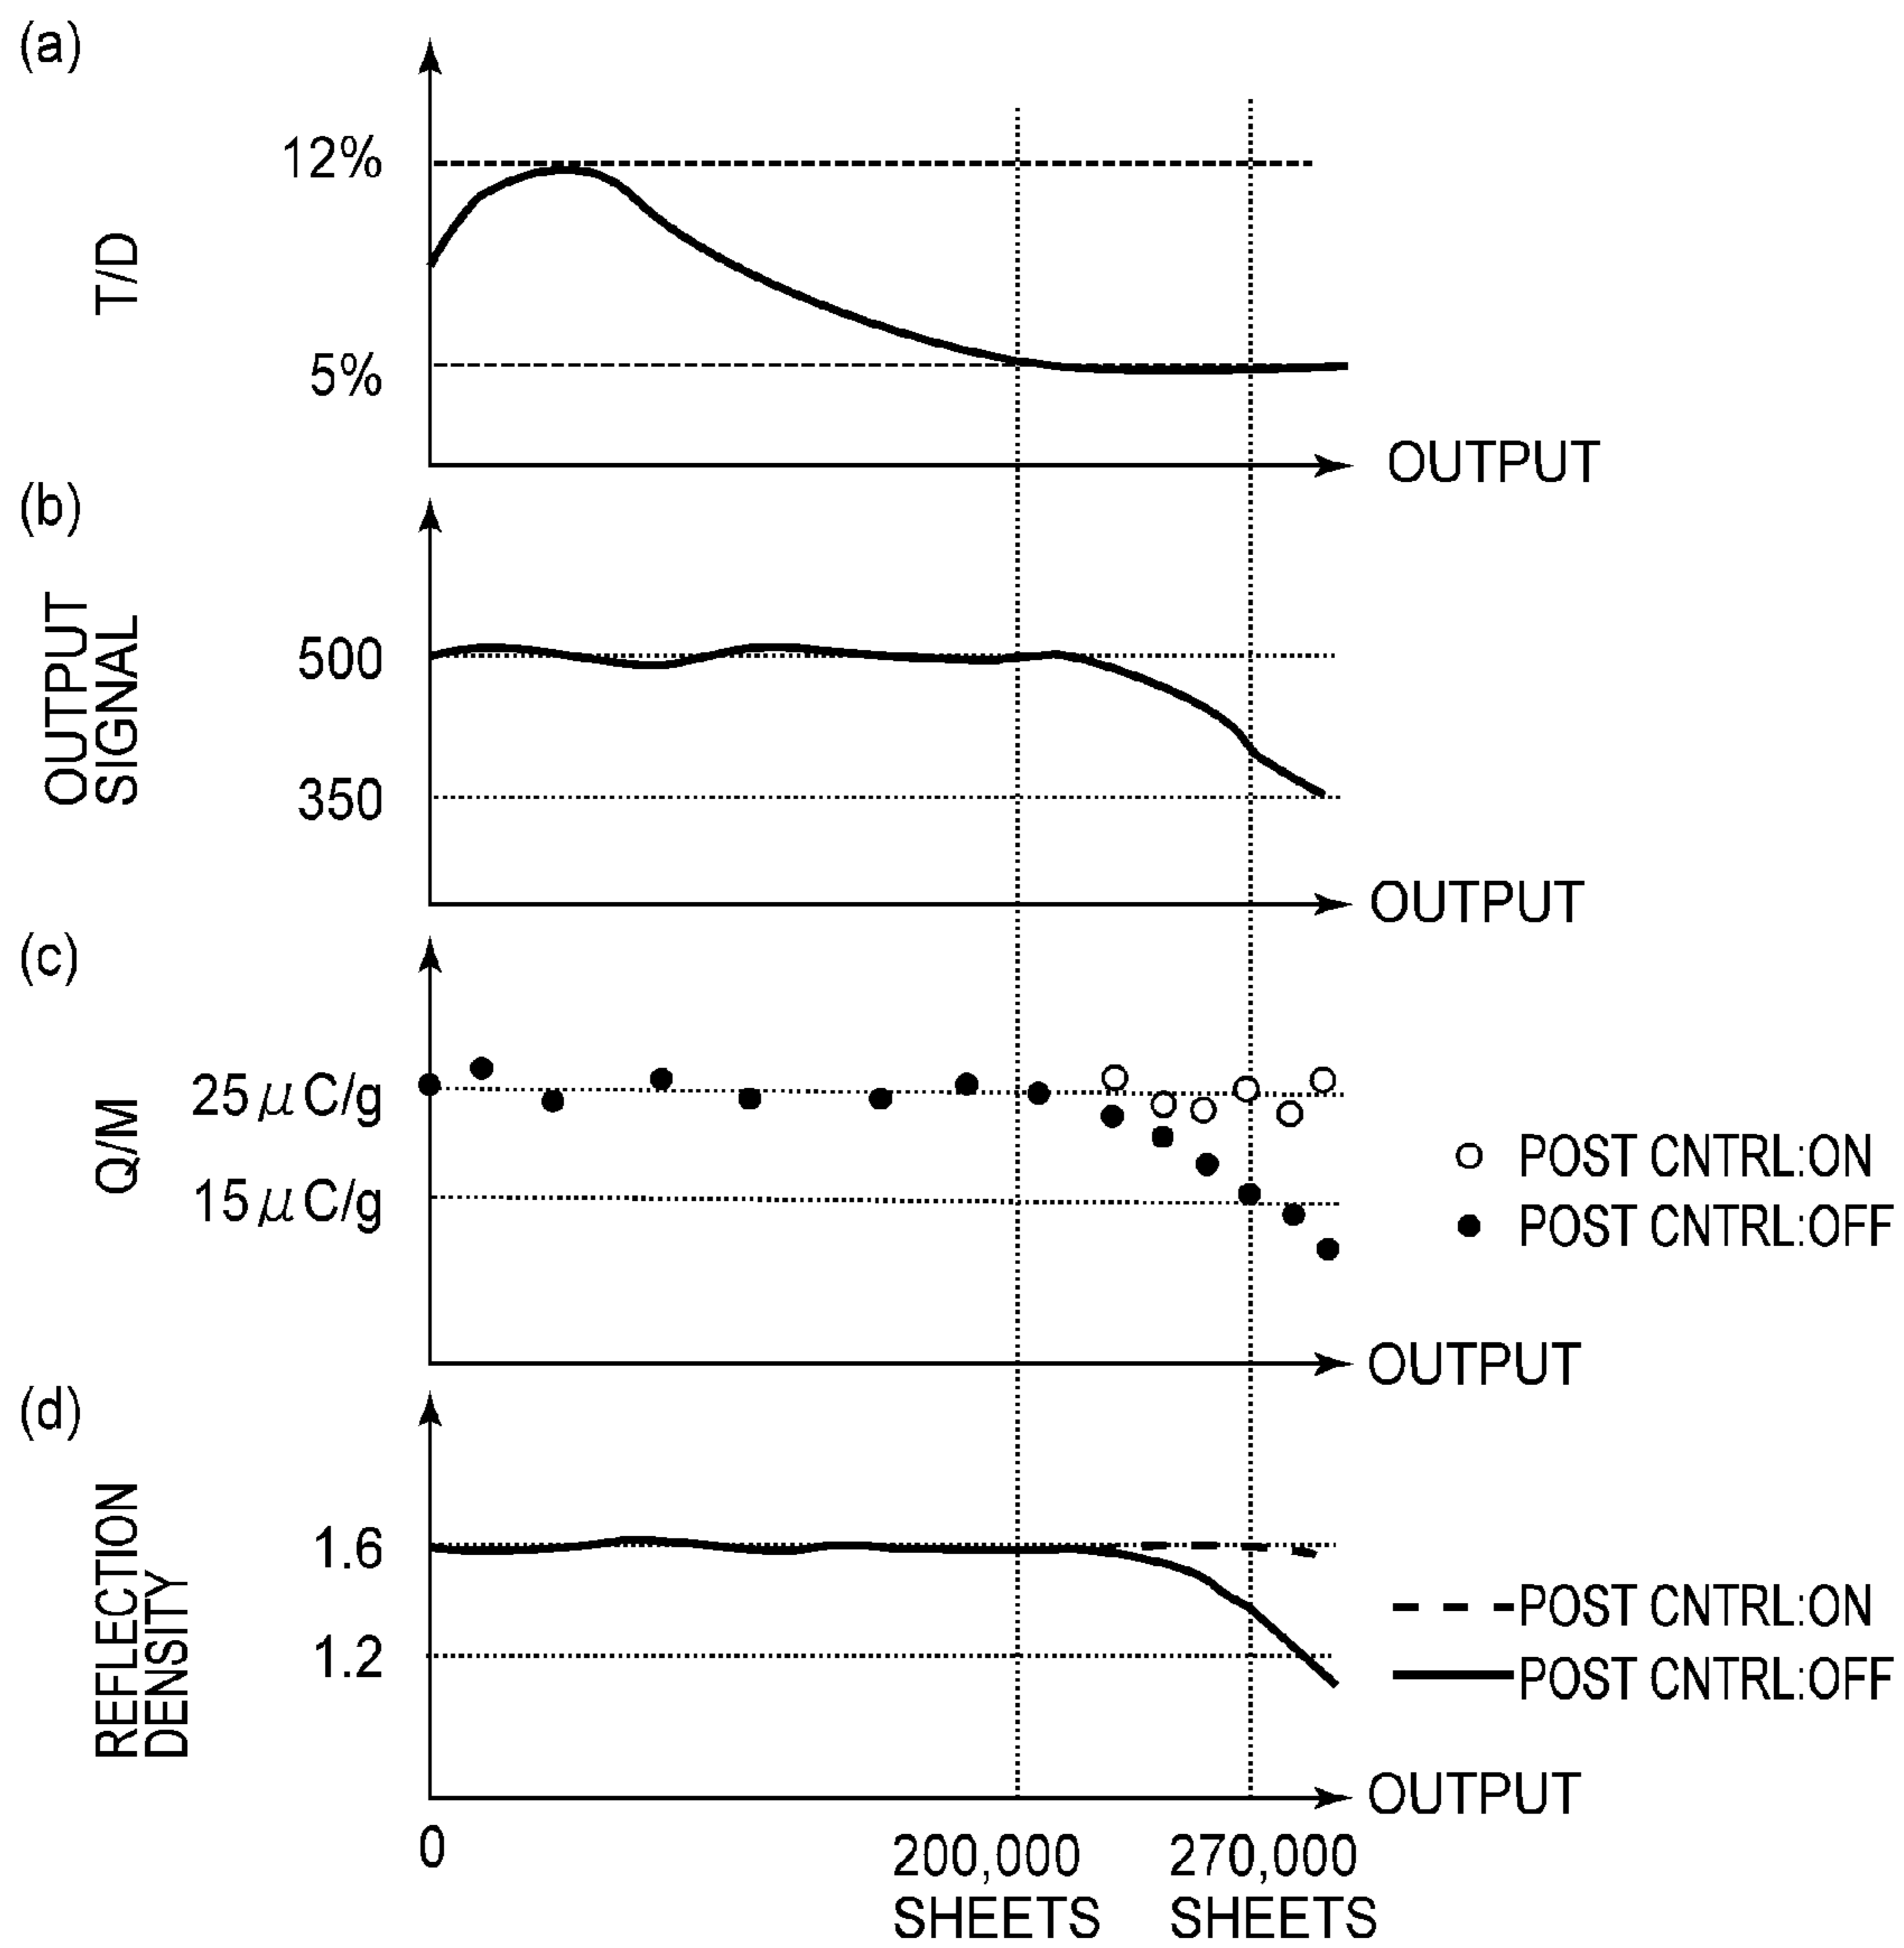 (a)
12%
5%
T/D
OUTPUT
(b)
500
350
OUTPUT
SIGNAL
OUTPUT
(c)
25μC/g
15μC/g
Q/M
POST CNTRL:ON
POST CNTRL:OFF
OUTPUT
(d)
1.6
1.2
REFLECTION
DENSITY
POST CNTRL:ON
POST CNTRL:OFF
OUTPUT
0
200,000
SHEETS
270,000
SHEETS